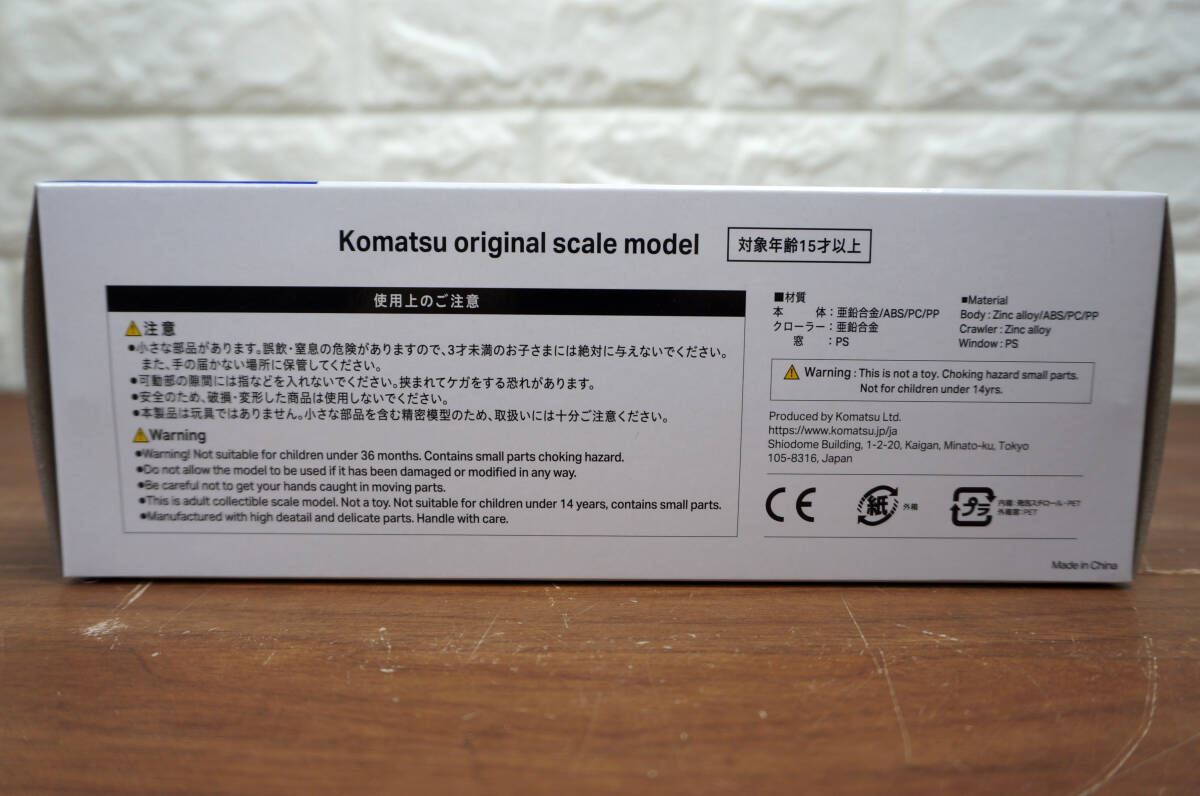 Komatsu original scale model
対象年齢15才以上
使用上のご注意
注意
●小さな部品があります。誤飲・窒息の危険がありますので、3才未満のお子さまには絶対に与えないでください。
また、手の届かない場所に保管してください。
●可動部の隙間には指などを入れないでください。挟まれてケガをする恐れがあります。
●安全のため、破損・変形した商品は使用しないでください。
●本製品は玩具ではありません。小さな部品を含む精密模型のため、取扱いには十分ご注意ください。
Warning
●Warning! Not suitable for children under 36 months. Contains small parts choking hazard.
●Do not allow the model to be used if it has been damaged or modified in any way.
●Be careful not to get your hands caught in moving parts.
●This is adult collectible scale model. Not a toy. Not suitable for children under 14 years, contains small parts.
●Manufactured with high deatail and delicate parts. Handle with care.
■材質
本 体：亜鉛合金/ABS/PC/PP
クローラー：亜鉛合金
窓 ：PS
■Material
Body : Zinc alloy/ABS/PC/PP
Crawler : Zinc alloy
Window : PS
Warning : This is not a toy. Choking hazard small parts.
Not for children under 14yrs.
Produced by Komatsu Ltd.
https://www.komatsu.jp/ja
Shiodome Building, 1-2-20, Kaigan, Minato-ku, Tokyo
105-8316, Japan
CE
紙
外箱
プラ
内箱：発泡スチロール・PET
外箱窓：PET
Made in China